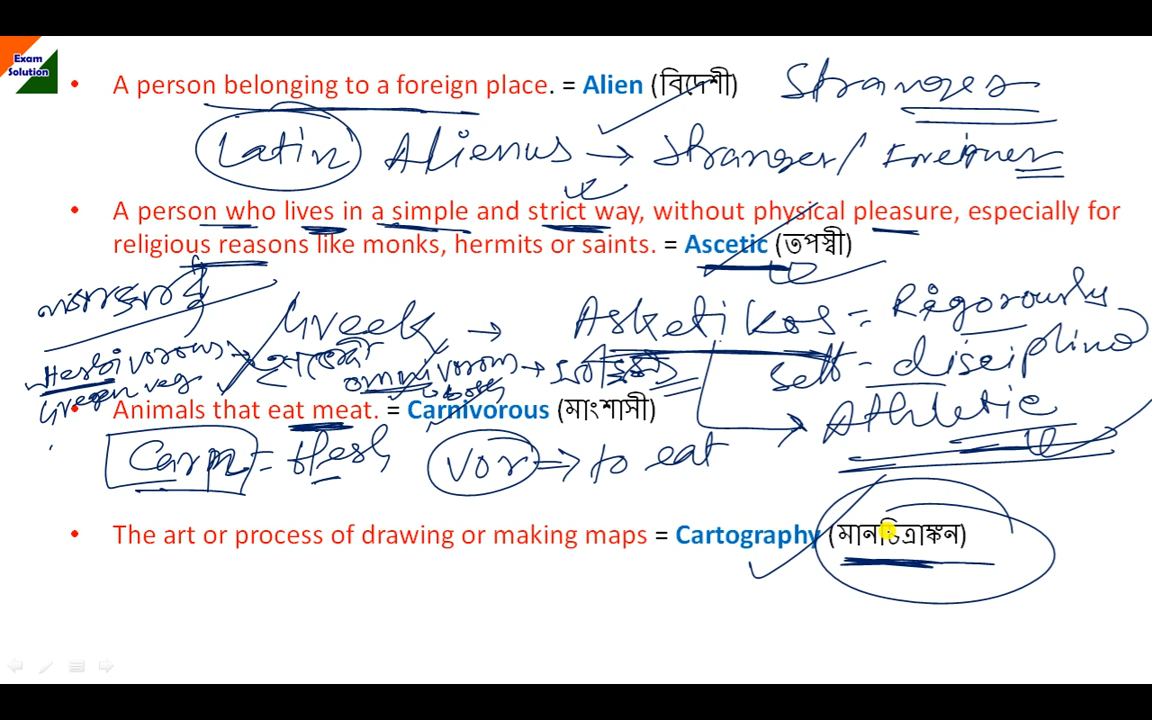 Exam
Solution
• A person belonging to a foreign place. = Alien (বিদেশী) Stranger
Latin Alienus → Stranger/
• A person who lives in a simple and strict way, without physical pleasure, especially for
religious reasons like monks, hermits or saints. = Ascetic (তপস্বী)
Greek → Asketikos = Rigorously
Self-discipline
Herbivorous
omnivorous →
Green veg
Athletic
• Animals that eat meat. = Carnivorous (মাংশাসী)
Carn = flesh vor ⇒ to eat
• The art or process of drawing or making maps = Cartography (মানচিত্রাঙ্কন)